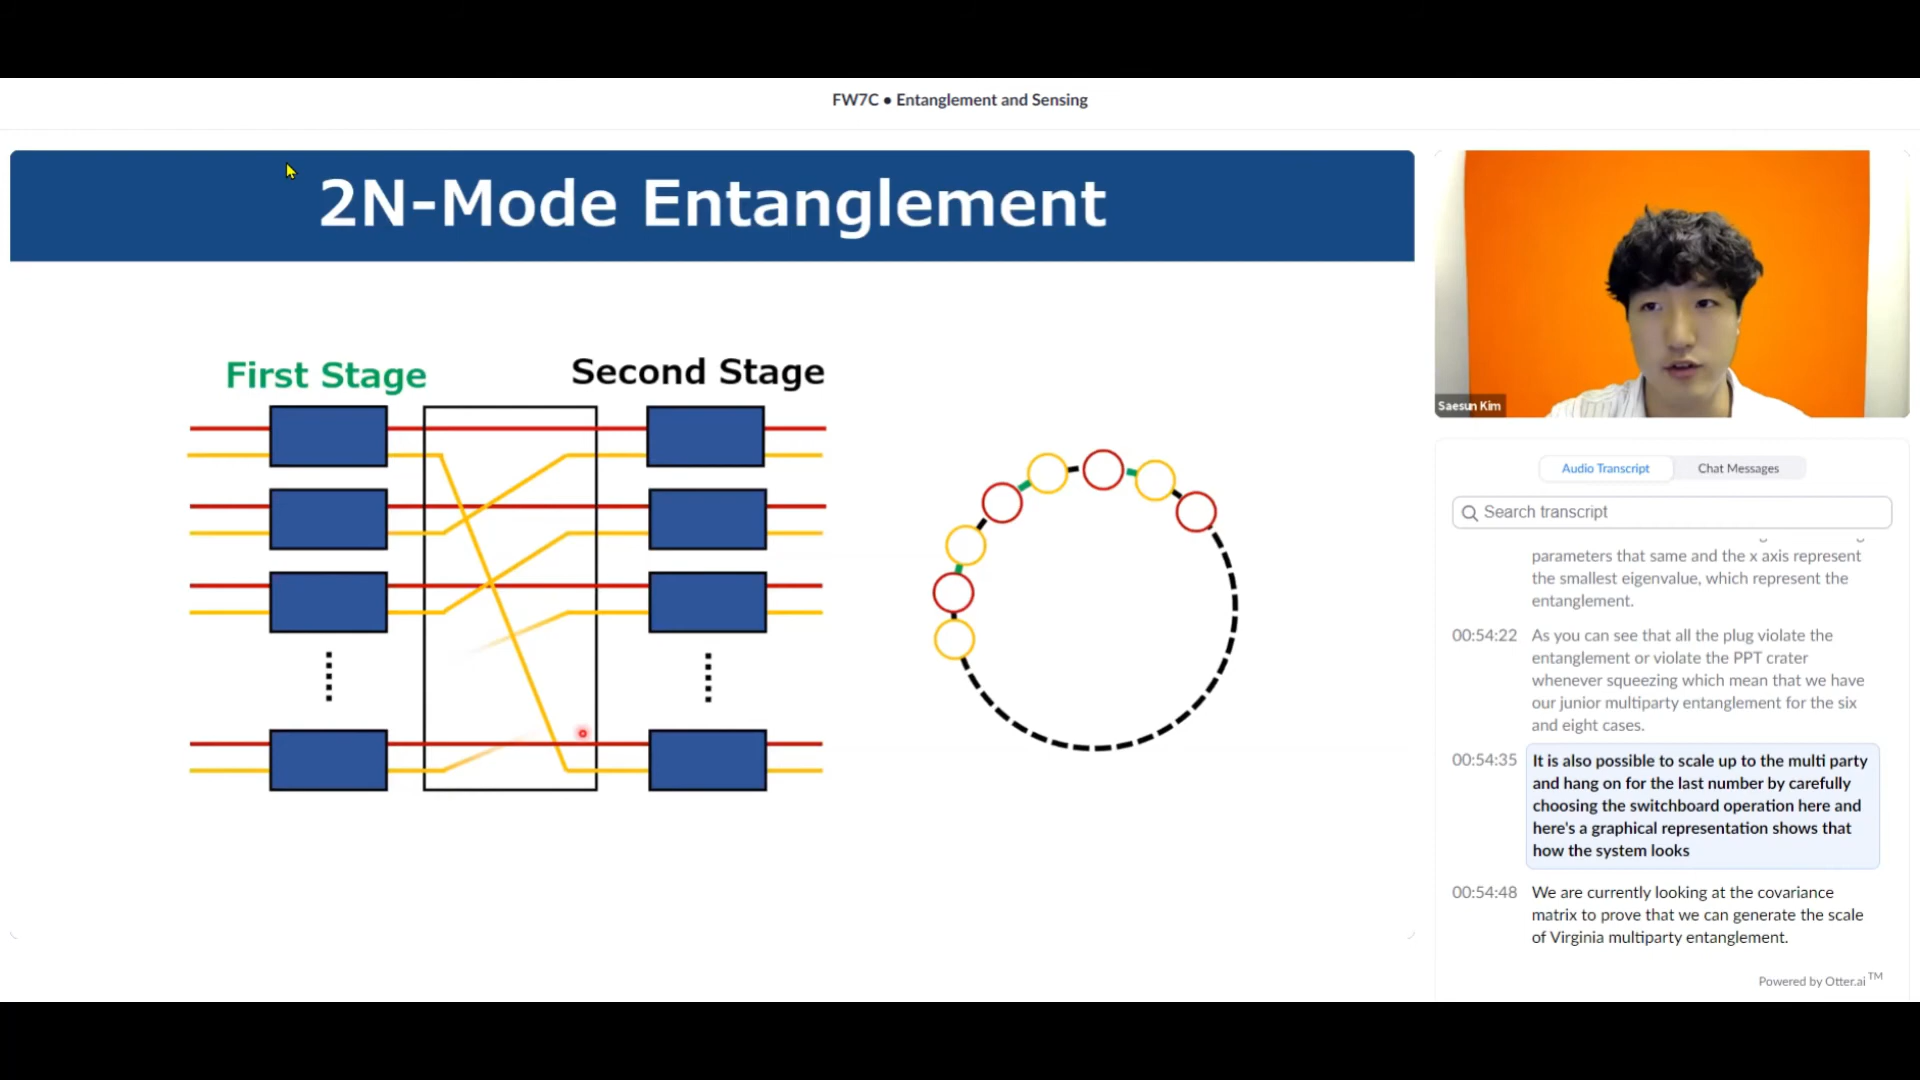 FW7C • Entanglement and Sensing
2N-Mode Entanglement
First Stage
Second Stage
Saesun Kim
Audio Transcript
Chat Messages
Search transcript
parameters that same and the x axis represent
the smallest eigenvalue, which represent the
entanglement.
00:54:22 As you can see that all the plug violate the
entanglement or violate the PPT crater
whenever squeezing which mean that we have
our junior multiparty entanglement for the six
and eight cases.
00:54:35 It is also possible to scale up to the multi party
and hang on for the last number by carefully
choosing the switchboard operation here and
here's a graphical representation shows that
how the system looks
00:54:48 We are currently looking at the covariance
matrix to prove that we can generate the scale
of Virginia multiparty entanglement.
Powered by Otter.ai TM